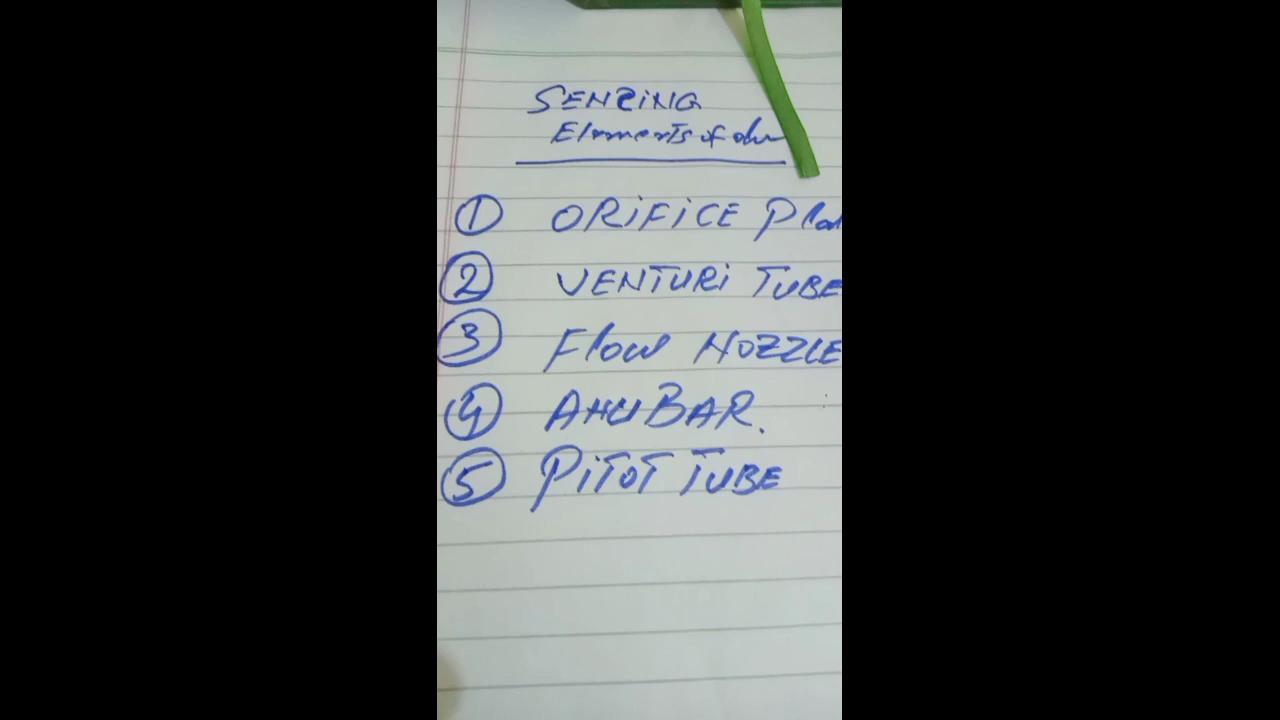 SENSING
Elements of
① ORiFiCE
② VENTURi TUBE
③ Flow NOZZLE
④ ANUBAR.
⑤ PiTOT TUBE